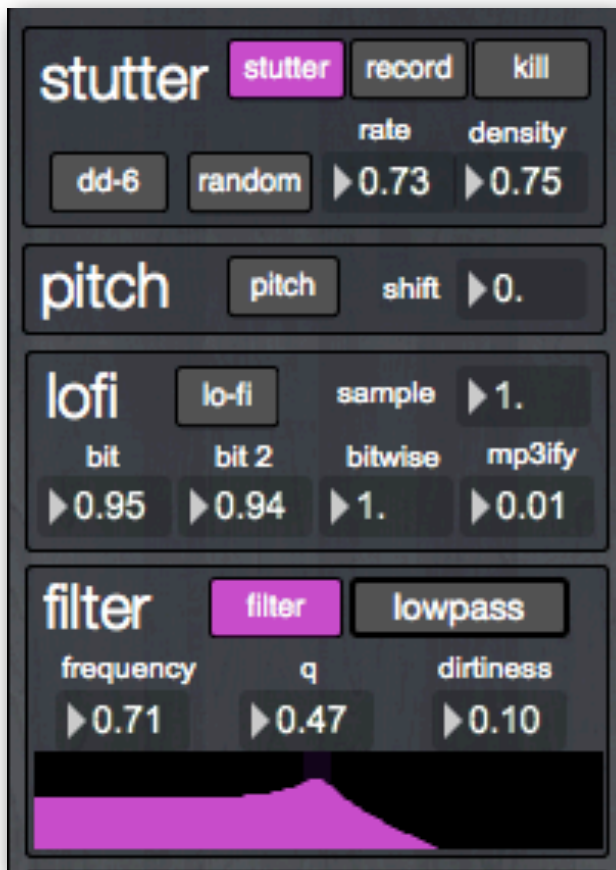 stutter stutter record kill
rate density
dd-6 random 0.73 0.75
pitch pitch shift 0.
lofi lo-fi sample 1.
bit bit 2 bitwise mp3ify
0.95 0.94 1. 0.01
filter filter lowpass
frequency q dirtiness
0.71 0.47 0.10